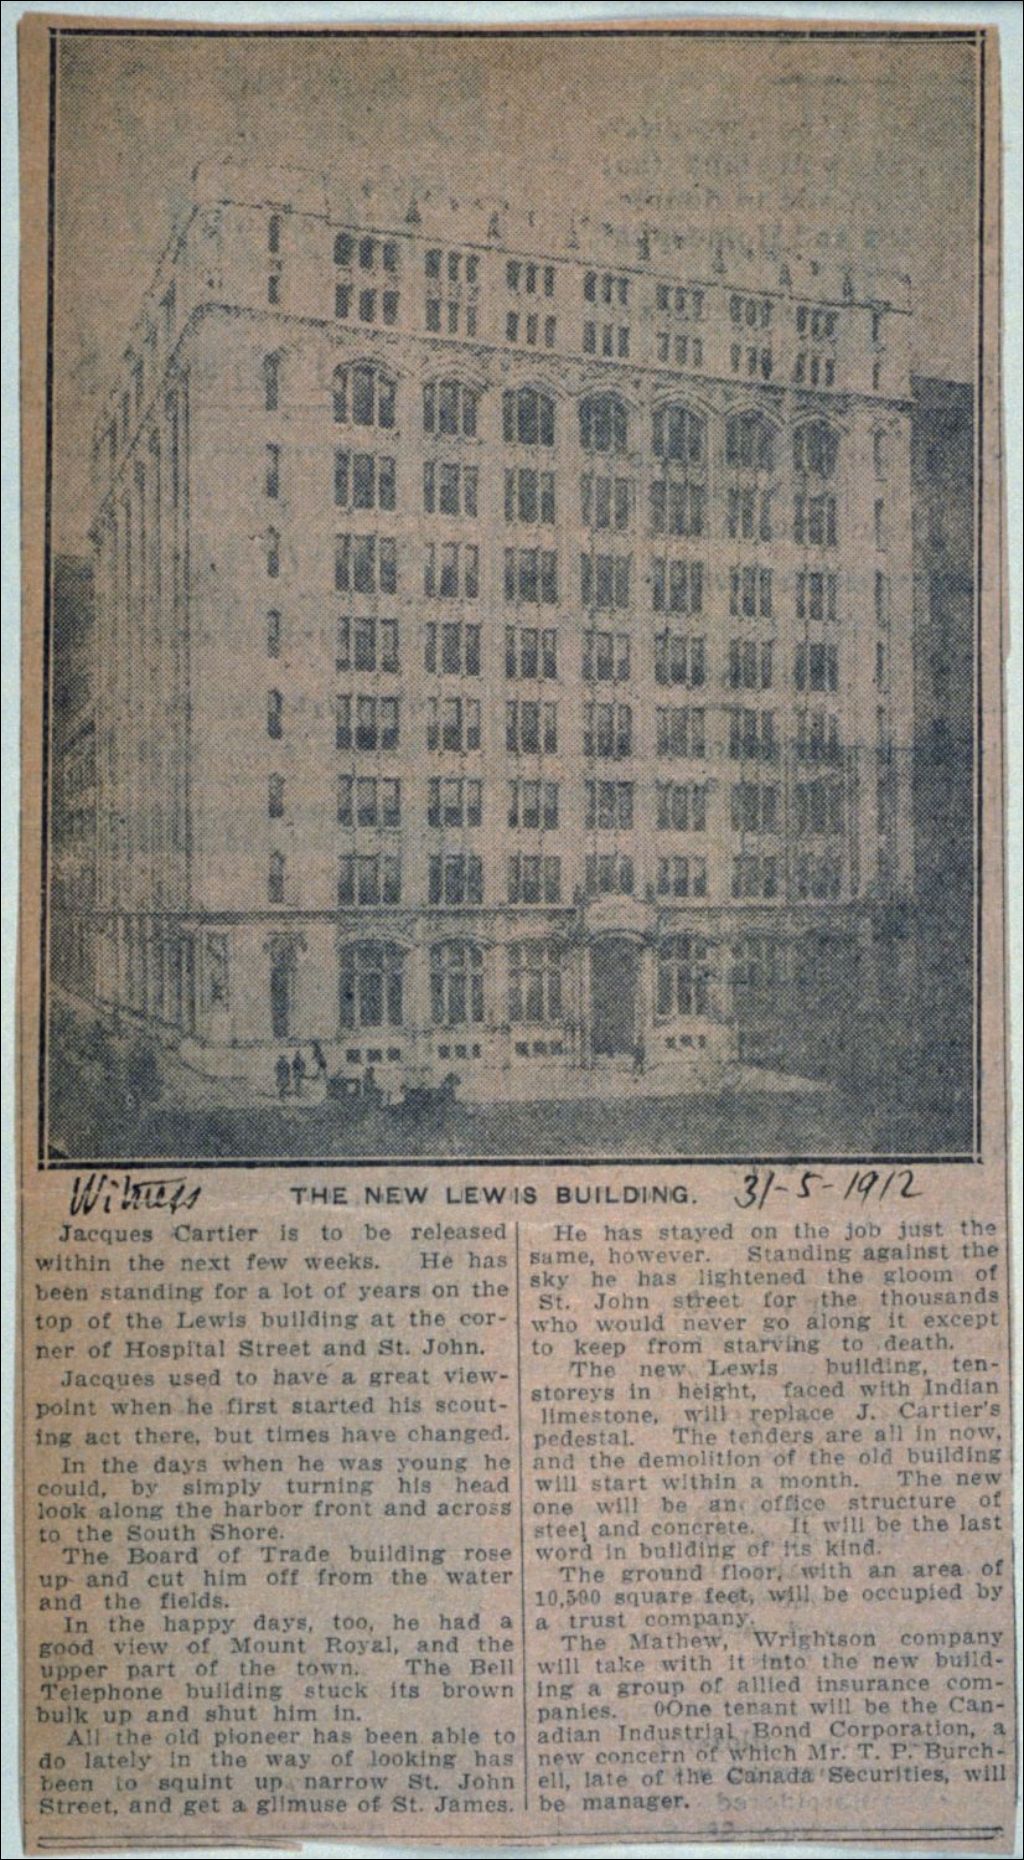 Witness
THE NEW LEWIS BUILDING.
31-5-1912
Jacques Cartier is to be released
within the next few weeks. He has
been standing for a lot of years on the
top of the Lewis building at the cor-
ner of Hospital Street and St. John.
Jacques used to have a great view-
point when he first started his scout-
ing act there, but times have changed.
In the days when he was young he
could, by simply turning his head
look along the harbor front and across
to the South Shore.
The Board of Trade building rose
up and cut him off from the water
and the fields.
In the happy days, too, he had a
good view of Mount Royal, and the
upper part of the town. The Bell
Telephone building stuck its brown
bulk up and shut him in.
All the old pioneer has been able to
do lately in the way of looking has
been to squint up narrow St. John
Street, and get a glimuse of St. James.
He has stayed on the job just the
same, however. Standing against the
sky he has lightened the gloom of
St. John street for the thousands
who would never go along it except
to keep from starving to death.
The new Lewis building, ten-
storeys in height, faced with Indian
limestone, will replace J. Cartier's
pedestal. The tenders are all in now,
and the demolition of the old building
will start within a month. The new
one will be an office structure of
steel and concrete. It will be the last
word in building of its kind.
The ground floor, with an area of
10,500 square feet, will be occupied by
a trust company.
The Mathew, Wrightson company
will take with it into the new build-
ing a group of allied insurance com-
panies. 0One tenant will be the Can-
adian Industrial Bond Corporation, a
new concern of which Mr. T. P. Burch-
ell, late of the Canada Securities, will
be manager.